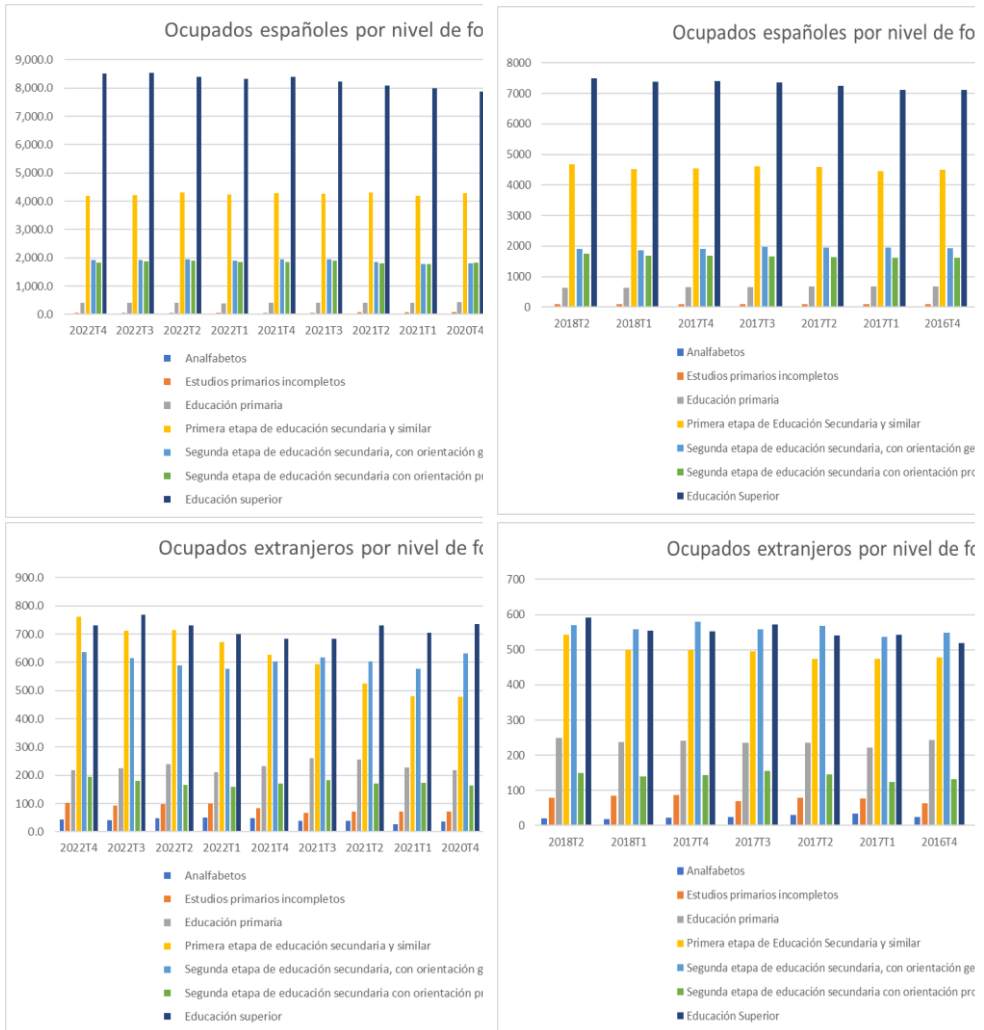 Ocupados españoles por nivel de fo
9,000.0
8,000.0
7,000.0
6,000.0
5,000.0
4,000.0
3,000.0
2,000.0
1,000.0
0.0
2022T4 2022T3 2022T2 2022T1 2021T4 2021T3 2021T2 2021T1 2020T4
Analfabetos
Estudios primarios incompletos
Educación primaria
Primera etapa de educación secundaria y similar
Segunda etapa de educación secundaria, con orientación g
Segunda etapa de educación secundaria con orientación pr
Educación superior
Ocupados españoles por nivel de fo
8000
7000
6000
5000
4000
3000
2000
1000
0
2018T2 2018T1 2017T4 2017T3 2017T2 2017T1 2016T4
Analfabetos
Estudios primarios incompletos
Educación primaria
Primera etapa de Educación Secundaria y similar
Segunda etapa de educación secundaria, con orientación ge
Segunda etapa de educación secundaria con orientación pro
Educación Superior
Ocupados extranjeros por nivel de fo
900.0
800.0
700.0
600.0
500.0
400.0
300.0
200.0
100.0
0.0
2022T4 2022T3 2022T2 2022T1 2021T4 2021T3 2021T2 2021T1 2020T4
Analfabetos
Estudios primarios incompletos
Educación primaria
Primera etapa de educación secundaria y similar
Segunda etapa de educación secundaria, con orientación g
Segunda etapa de educación secundaria con orientación pr
Educación superior
Ocupados extranjeros por nivel de fo
700
600
500
400
300
200
100
0
2018T2 2018T1 2017T4 2017T3 2017T2 2017T1 2016T4
Analfabetos
Estudios primarios incompletos
Educación primaria
Primera etapa de Educación Secundaria y similar
Segunda etapa de educación secundaria, con orientación ge
Segunda etapa de educación secundaria con orientación pro
Educación Superior